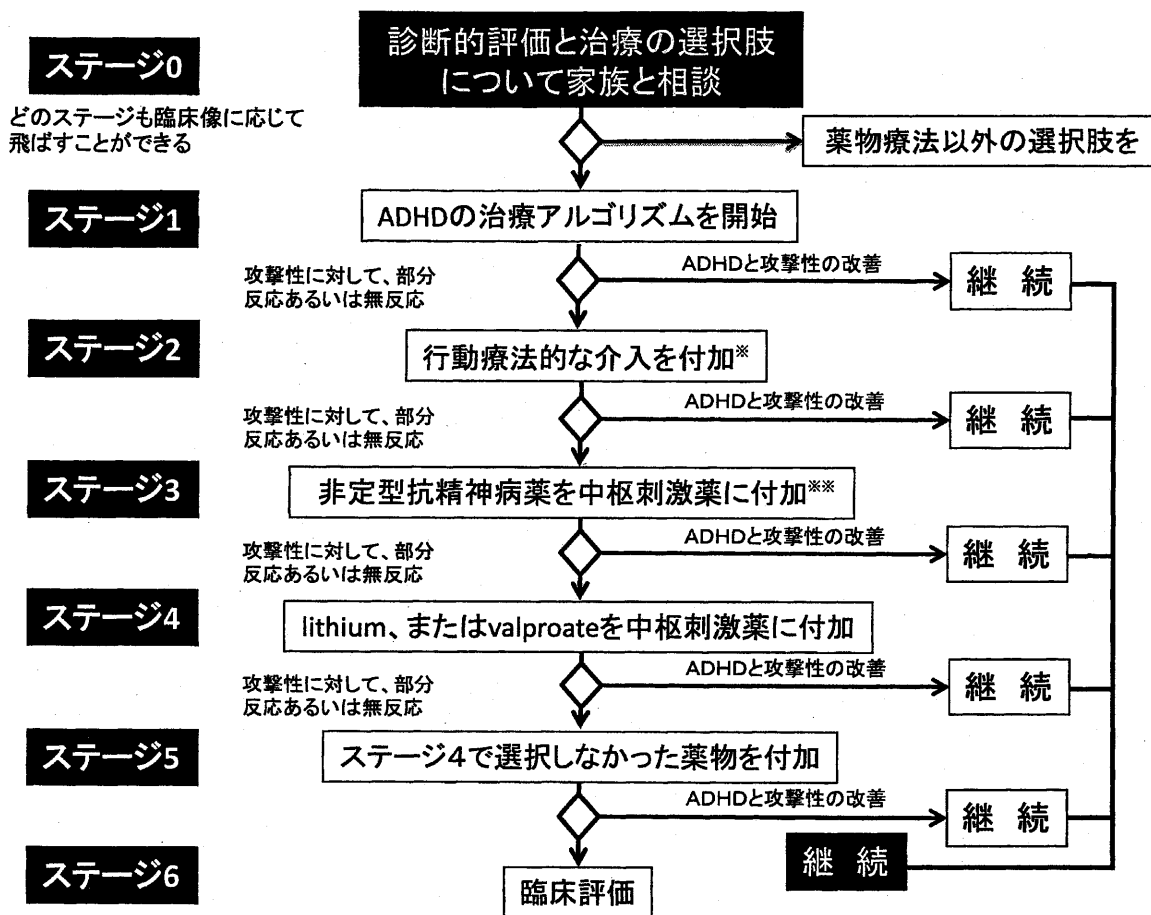 ステージ0
診断的評価と治療の選択肢
について家族と相談
どのステージも臨床像に応じて
飛ばすことができる
薬物療法以外の選択肢を
ステージ1
ADHDの治療アルゴリズムを開始
攻撃性に対して、部分
反応あるいは無反応
ADHDと攻撃性の改善
継 続
ステージ2
行動療法的な介入を付加※
攻撃性に対して、部分
反応あるいは無反応
ADHDと攻撃性の改善
継 続
ステージ3
非定型抗精神病薬を中枢刺激薬に付加※※
攻撃性に対して、部分
反応あるいは無反応
ADHDと攻撃性の改善
継 続
ステージ4
lithium、またはvalproateを中枢刺激薬に付加
攻撃性に対して、部分
反応あるいは無反応
ADHDと攻撃性の改善
継 続
ステージ5
ステージ4で選択しなかった薬物を付加
ADHDと攻撃性の改善
継 続
ステージ6
臨床評価
継 続